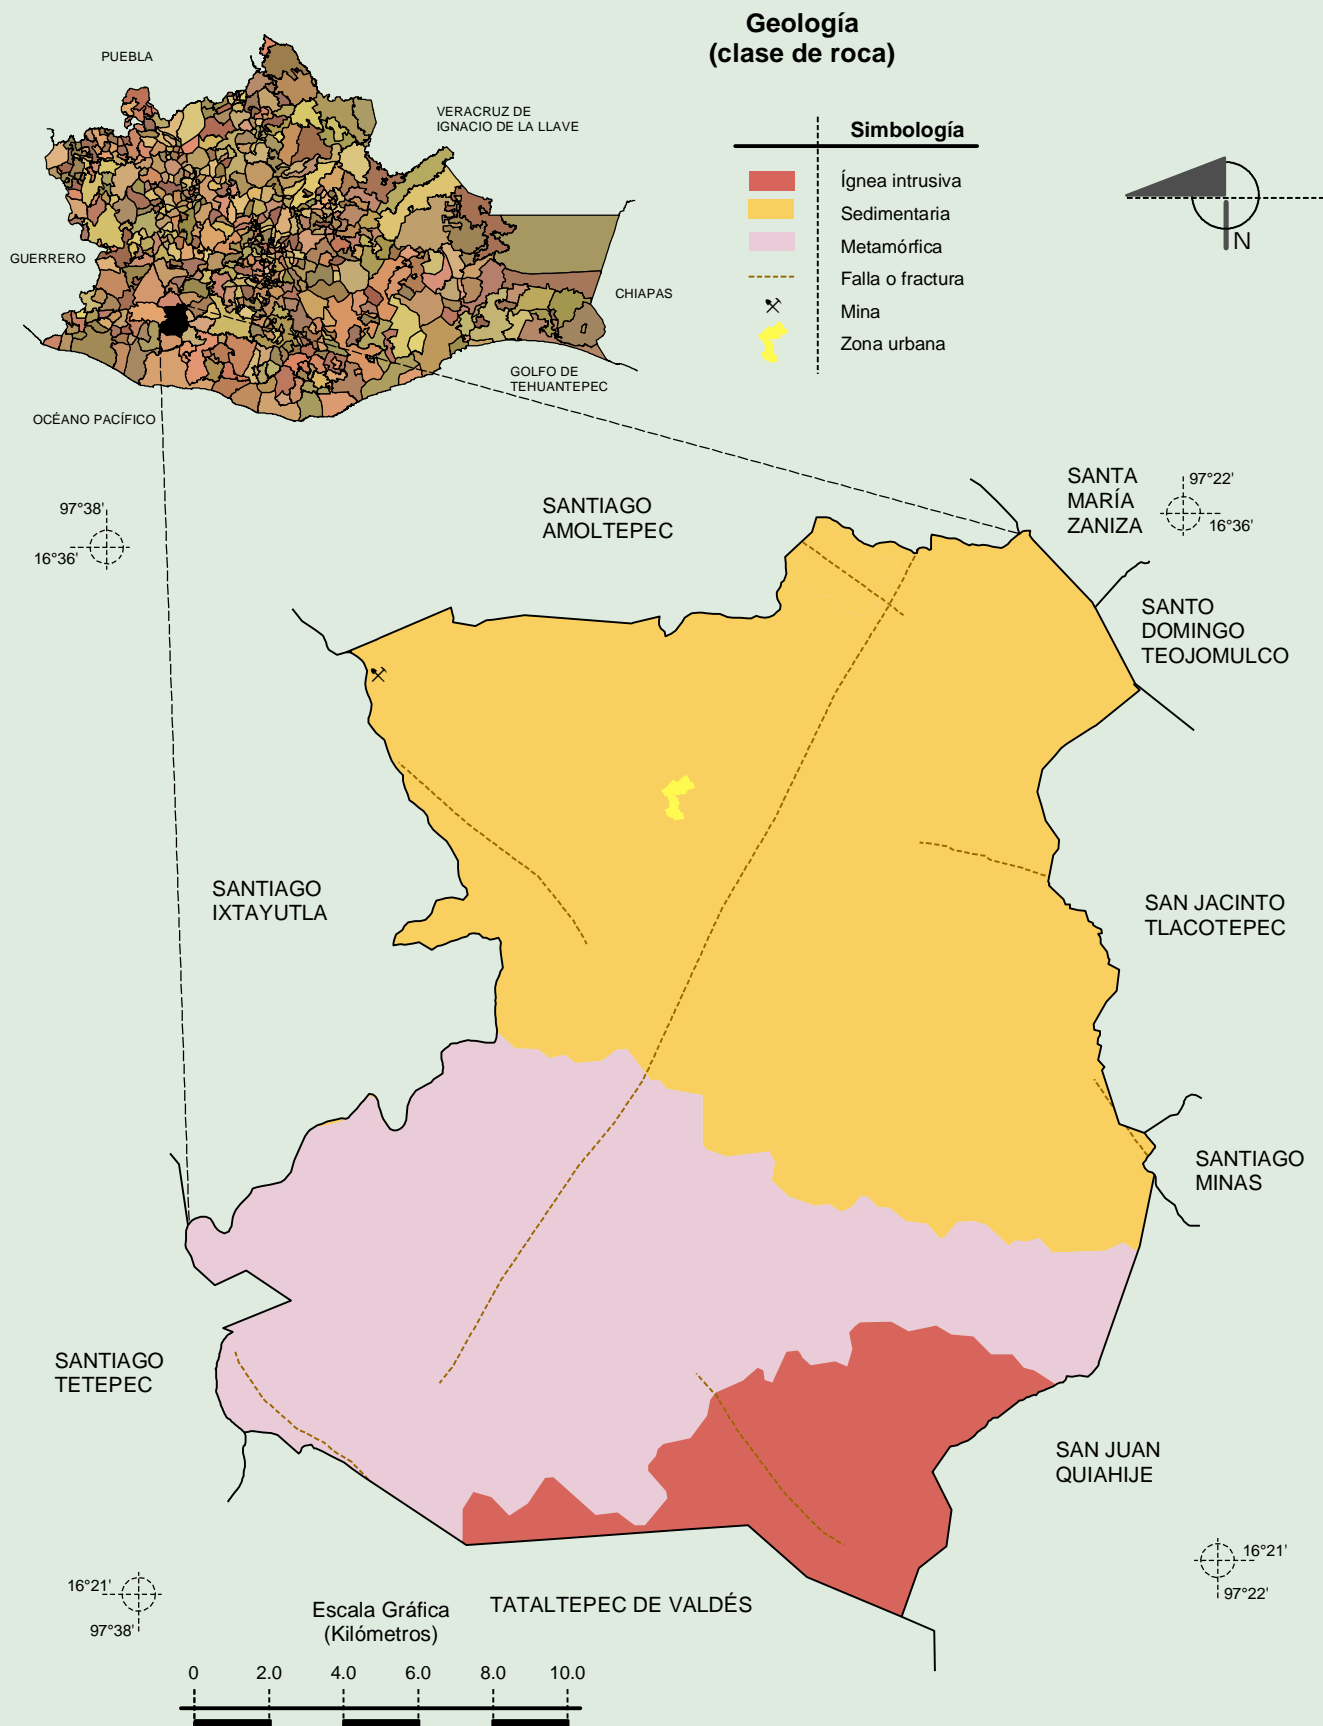 Geología
(clase de roca)
PUEBLA
VERACRUZ DE
IGNACIO DE LA LLAVE
GUERRERO
CHIAPAS
GOLFO DE
TEHUANTEPEC
OCÉANO PACÍFICO
Simbología
Ígnea intrusiva
Sedimentaria
Metamórfica
Falla o fractura
Mina
Zona urbana
N
97°38'
16°36'
SANTIAGO
AMOLTEPEC
SANTA
MARÍA
ZANIZA
97°22'
16°36'
SANTO
DOMINGO
TEOJOMULCO
SANTIAGO
IXTAYUTLA
SAN JACINTO
TLACOTEPEC
SANTIAGO
MINAS
SANTIAGO
TETEPEC
SAN JUAN
QUIAHIJE
16°21'
97°38'
16°21'
97°22'
TATALTEPEC DE VALDÉS
Escala Gráfica
(Kilómetros)
0 2.0 4.0 6.0 8.0 10.0